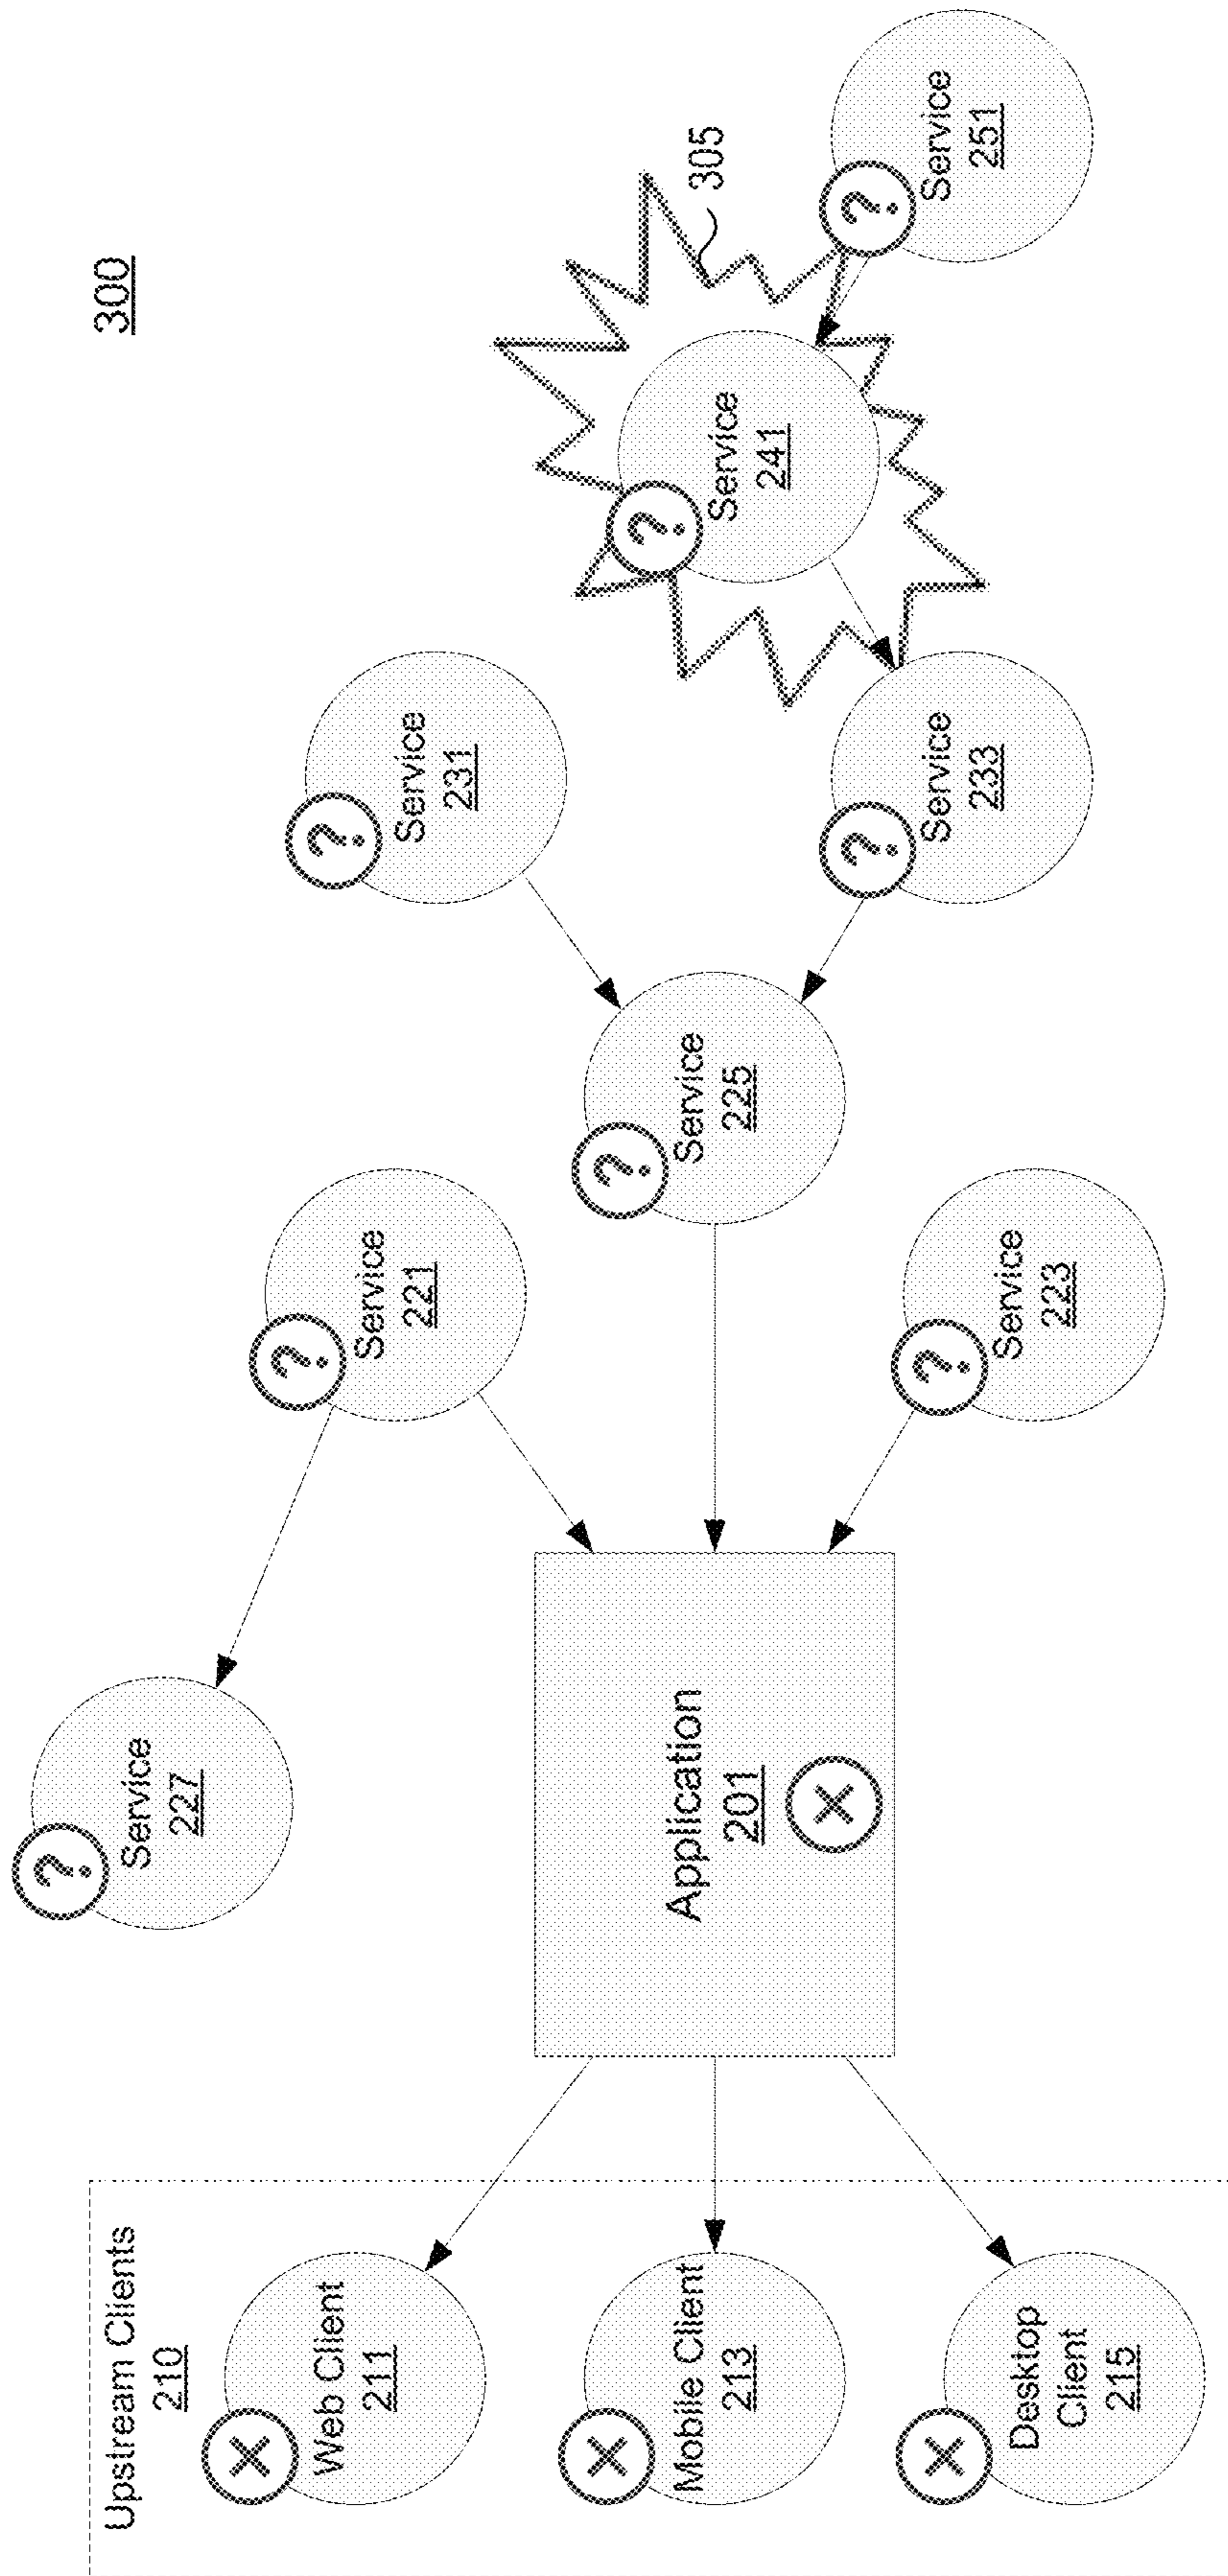 300
Upstream Clients
210
X
Web Client
211
X
Mobile Client
213
X
Desktop
Client
215
Application
201
X
?
Service
227
?
Service
221
?
Service
223
?
Service
225
?
Service
231
?
Service
233
?
Service
241
305
?
Service
251